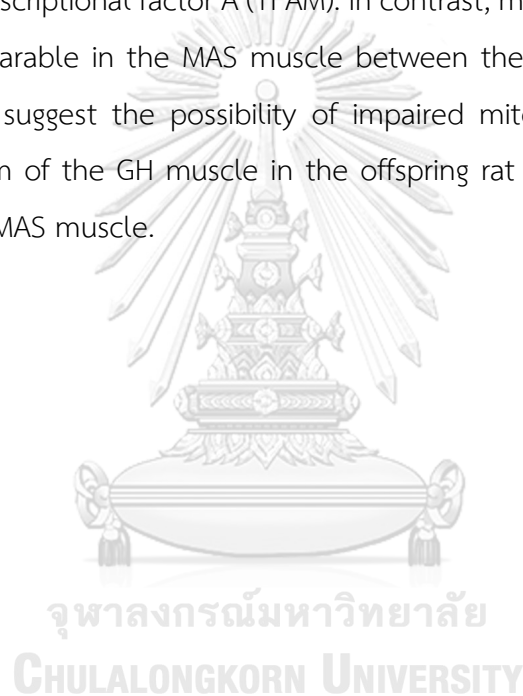 scriptional factor A (TFAM). In contrast, m
arable in the MAS muscle between the
suggest the possibility of impaired mit
m of the GH muscle in the offspring rat
MAS muscle.
จุฬาลงกรณ์มหาวิทยาลัย
CHULALONGKORN UNIVERSITY